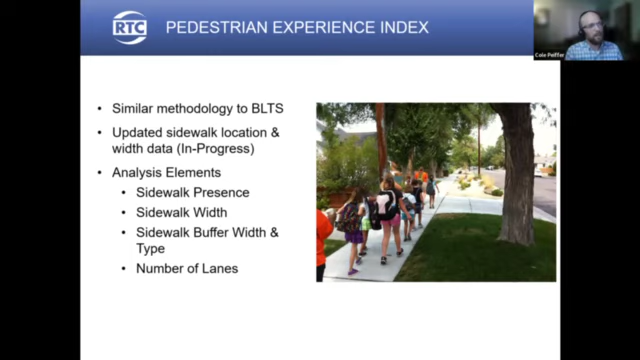 RTC
PEDESTRIAN EXPERIENCE INDEX
Cole Peiffer
• Similar methodology to BLTS
• Updated sidewalk location &
width data (In-Progress)
• Analysis Elements
• Sidewalk Presence
• Sidewalk Width
• Sidewalk Buffer Width &
Type
• Number of Lanes